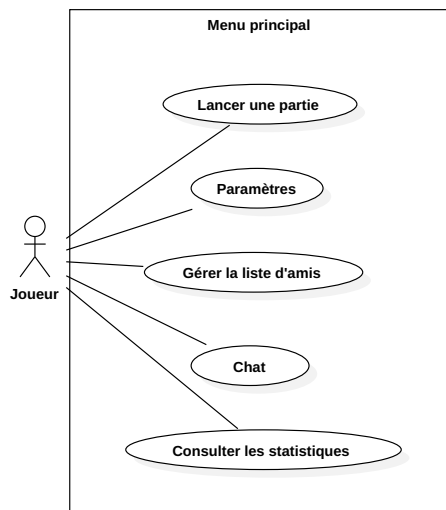 Menu principal
Lancer une partie
Paramètres
Gérer la liste d'amis
Joueur
Chat
Consulter les statistiques